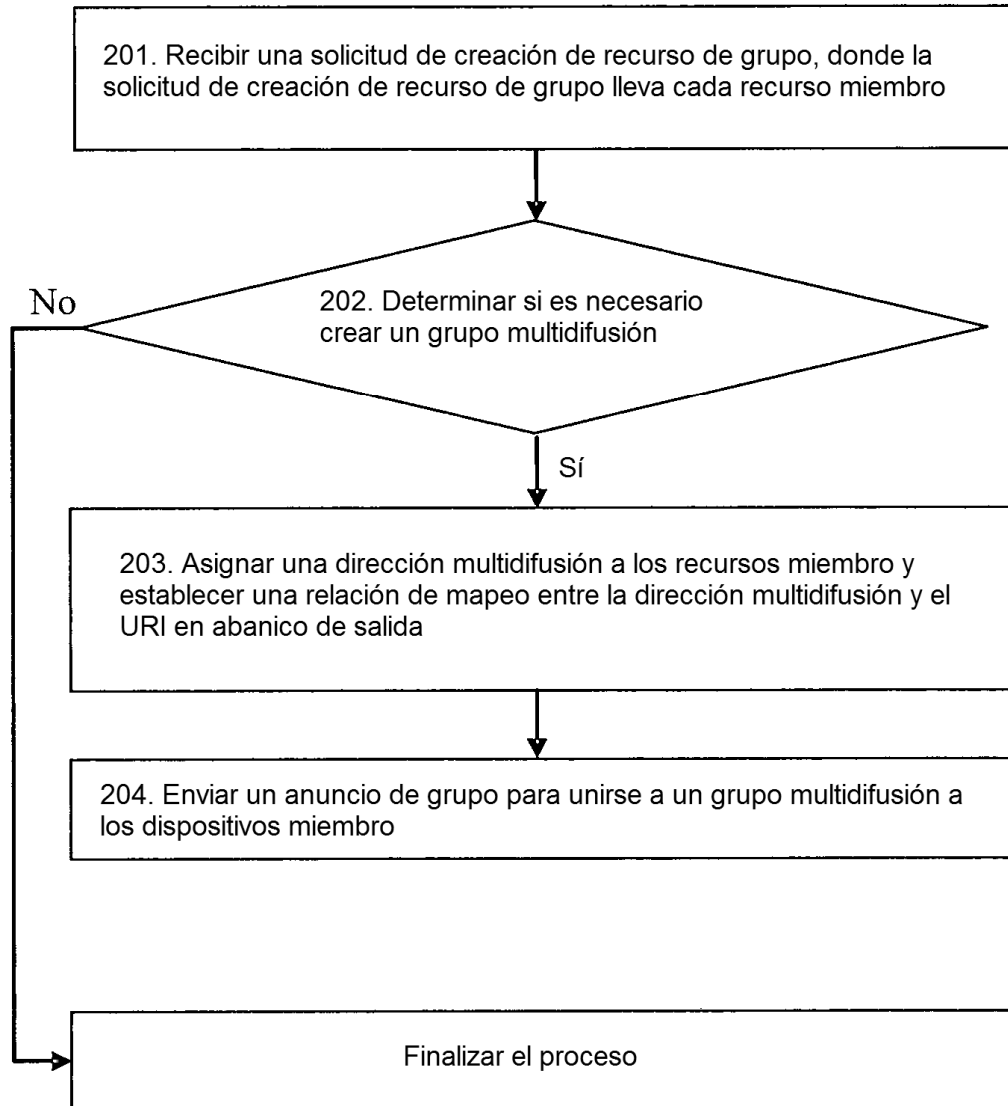 201. Recibir una solicitud de creación de recurso de grupo, donde la
solicitud de creación de recurso de grupo lleva cada recurso miembro
No
202. Determinar si es necesario
crear un grupo multidifusión
Sí
203. Asignar una dirección multidifusión a los recursos miembro y
establecer una relación de mapeo entre la dirección multidifusión y el
URI en abanico de salida
204. Enviar un anuncio de grupo para unirse a un grupo multidifusión a
los dispositivos miembro
Finalizar el proceso